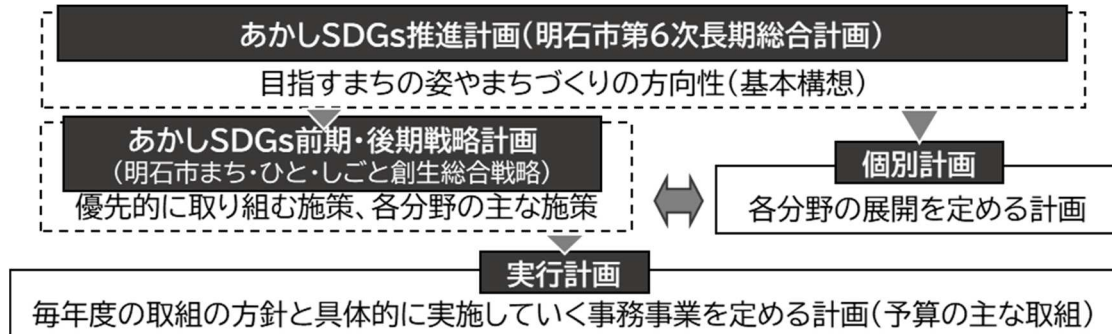 あかしSDGs推進計画(明石市第6次長期総合計画)
目指すまちの姿やまちづくりの方向性(基本構想)
あかしSDGs前期・後期戦略計画
(明石市まち・ひと・しごと創生総合戦略)
優先的に取り組む施策、各分野の主な施策
個別計画
各分野の展開を定める計画
実行計画
毎年度の取組の方針と具体的に実施していく事務事業を定める計画(予算の主な取組)